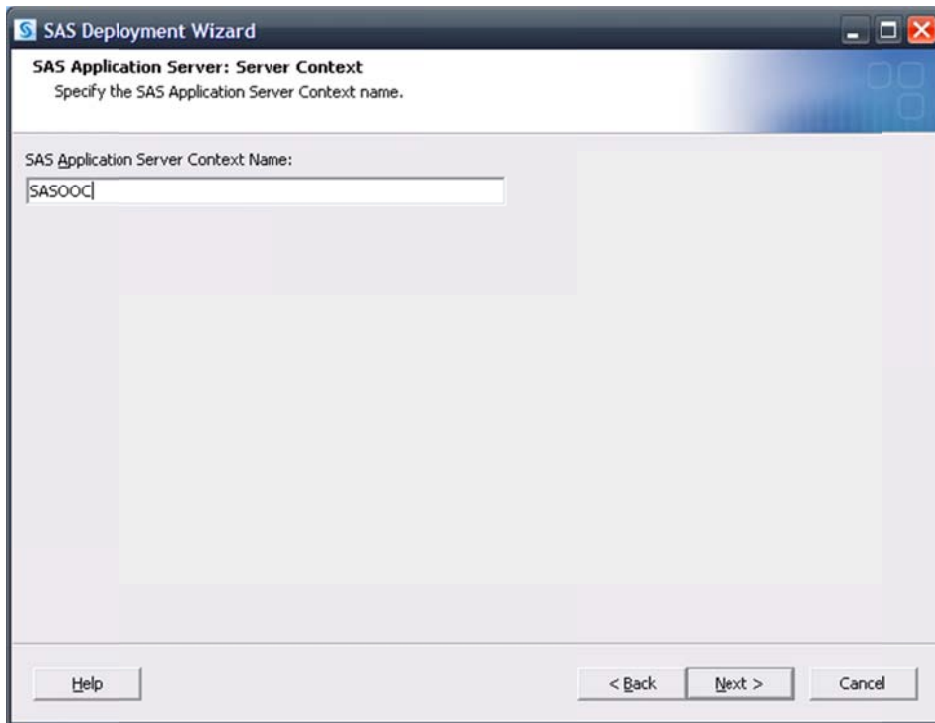 SAS Deployment Wizard
SAS Application Server: Server Context
Specify the SAS Application Server Context name.
SAS Application Server Context Name:
SASOOC
Help
< Back
Next >
Cancel